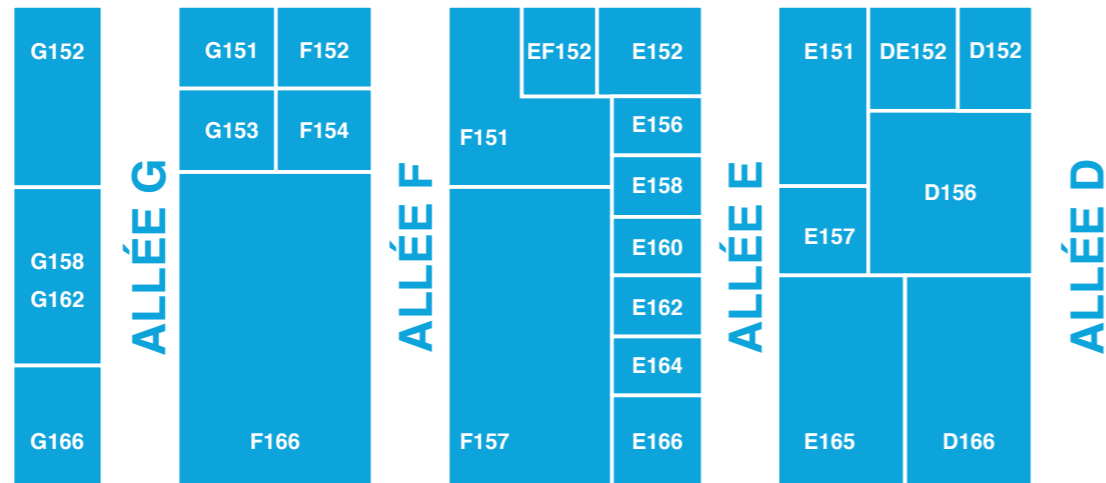 G152
G158
G162
G166
ALLÉE G
G151
F152
G153
F154
F166
ALLÉE F
EF152
E152
F151
E156
E158
E160
E162
E164
F157
E166
ALLÉE E
E151
DE152
D152
D156
E157
E165
D166
ALLÉE D